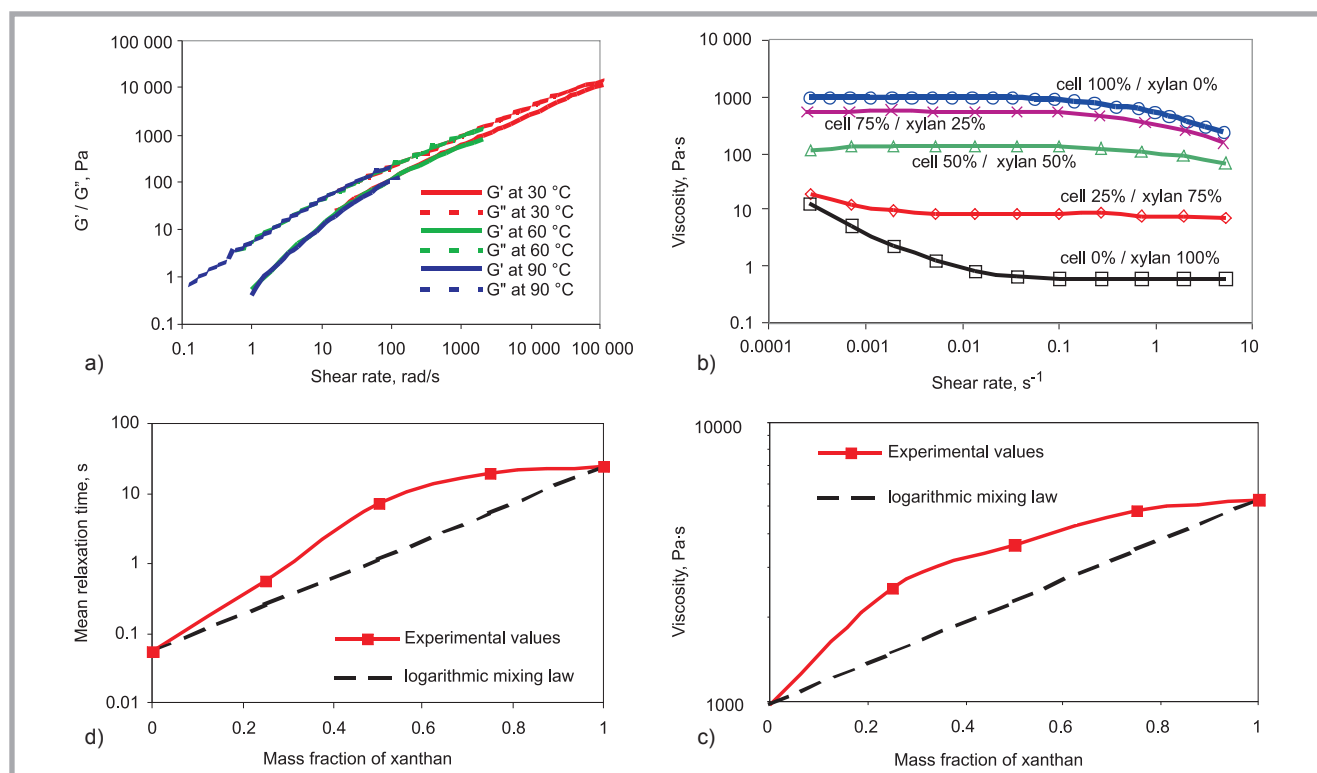 100 000
10 000
1000
100
10
1
0.1
G' / G", Pa
G' at 30 °C
G" at 30 °C
G' at 60 °C
G" at 60 °C
G' at 90 °C
G" at 90 °C
0.1 1 10 100 1000 10 000 100 000
a)
Shear rate, rad/s
10 000
1000
100
10
1
0.1
Viscosity, Pa·s
cell 100% / xylan 0%
cell 75% / xylan 25%
cell 50% / xylan 50%
cell 25% / xylan 75%
cell 0% / xylan 100%
0.0001 0.001 0.01 0.1 1 10
b)
Shear rate, s-1
100
10
1
0.1
0.01
Mean relaxation time, s
Experimental values
logarithmic mixing law
0 0.2 0.4 0.6 0.8 1
d)
Mass fraction of xanthan
10000
1000
Viscosity, Pa·s
Experimental values
logarithmic mixing law
0 0.2 0.4 0.6 0.8 1
c)
Mass fraction of xanthan